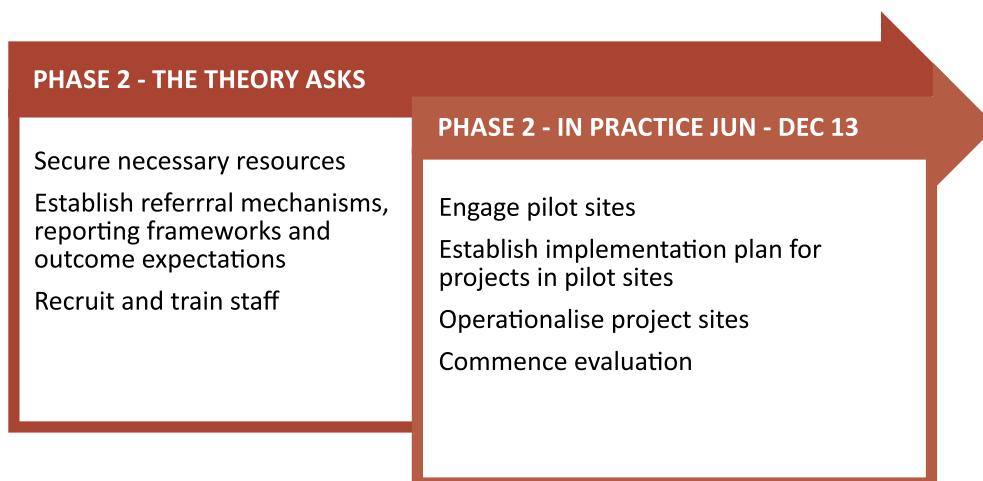 PHASE 2 - THE THEORY ASKS
Secure necessary resources
Establish referrral mechanisms,
reporting frameworks and
outcome expectations
Recruit and train staff
PHASE 2 - IN PRACTICE JUN - DEC 13
Engage pilot sites
Establish implementation plan for
projects in pilot sites
Operationalise project sites
Commence evaluation